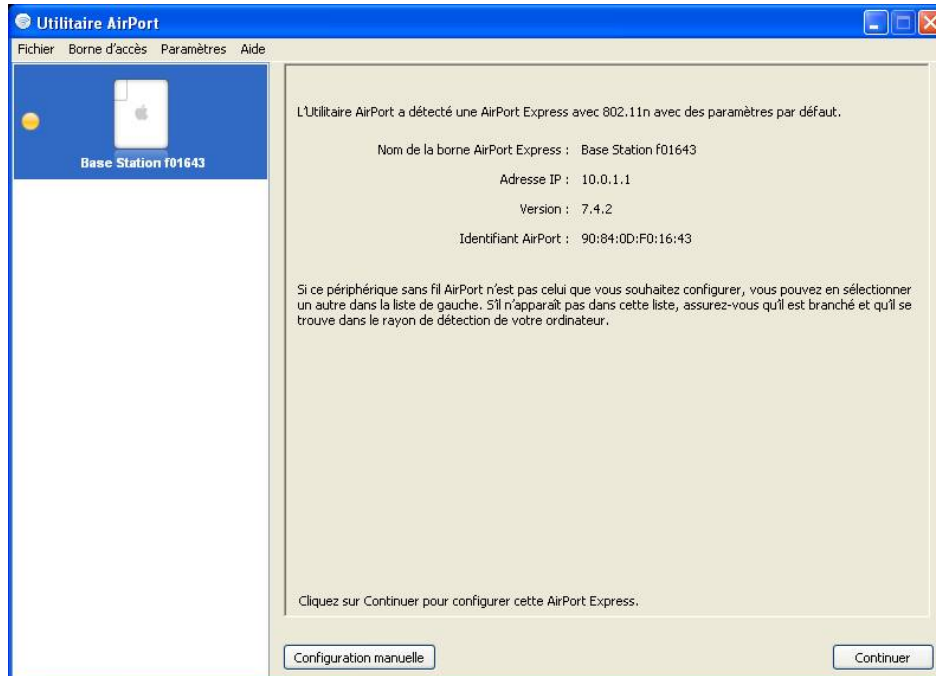 Utilitaire AirPort
Fichier Borne d'accès Paramètres Aide
Base Station f01643
L'Utilitaire AirPort a détecté une AirPort Express avec 802.11n avec des paramètres par défaut.
Nom de la borne AirPort Express : Base Station f01643
Adresse IP : 10.0.1.1
Version : 7.4.2
Identifiant AirPort : 90:84:0D:F0:16:43
Si ce périphérique sans fil AirPort n'est pas celui que vous souhaitez configurer, vous pouvez en sélectionner
un autre dans la liste de gauche. S'il n'apparaît pas dans cette liste, assurez-vous qu'il est branché et qu'il se
trouve dans le rayon de détection de votre ordinateur.
Cliquez sur Continuer pour configurer cette AirPort Express.
Configuration manuelle Continuer